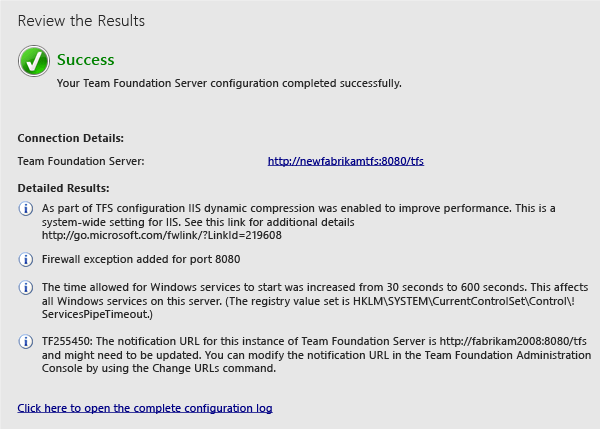 Review the Results
Success
Your Team Foundation Server configuration completed successfully.
Connection Details:
Team Foundation Server: http://newfabrikamtfs:8080/tfs
Detailed Results:
As part of TFS configuration IIS dynamic compression was enabled to improve performance. This is a
system-wide setting for IIS. See this link for additional details
http://go.microsoft.com/fwlink/?LinkId=219608
Firewall exception added for port 8080
The time allowed for Windows services to start was increased from 30 seconds to 600 seconds. This affects
all Windows services on this server. (The registry value set is HKLM\SYSTEM\CurrentControlSet\Control\!
ServicesPipeTimeout.)
TF255450: The notification URL for this instance of Team Foundation Server is http://fabrikam2008:8080/tfs
and might need to be updated. You can modify the notification URL in the Team Foundation Administration
Console by using the Change URLs command.
Click here to open the complete configuration log